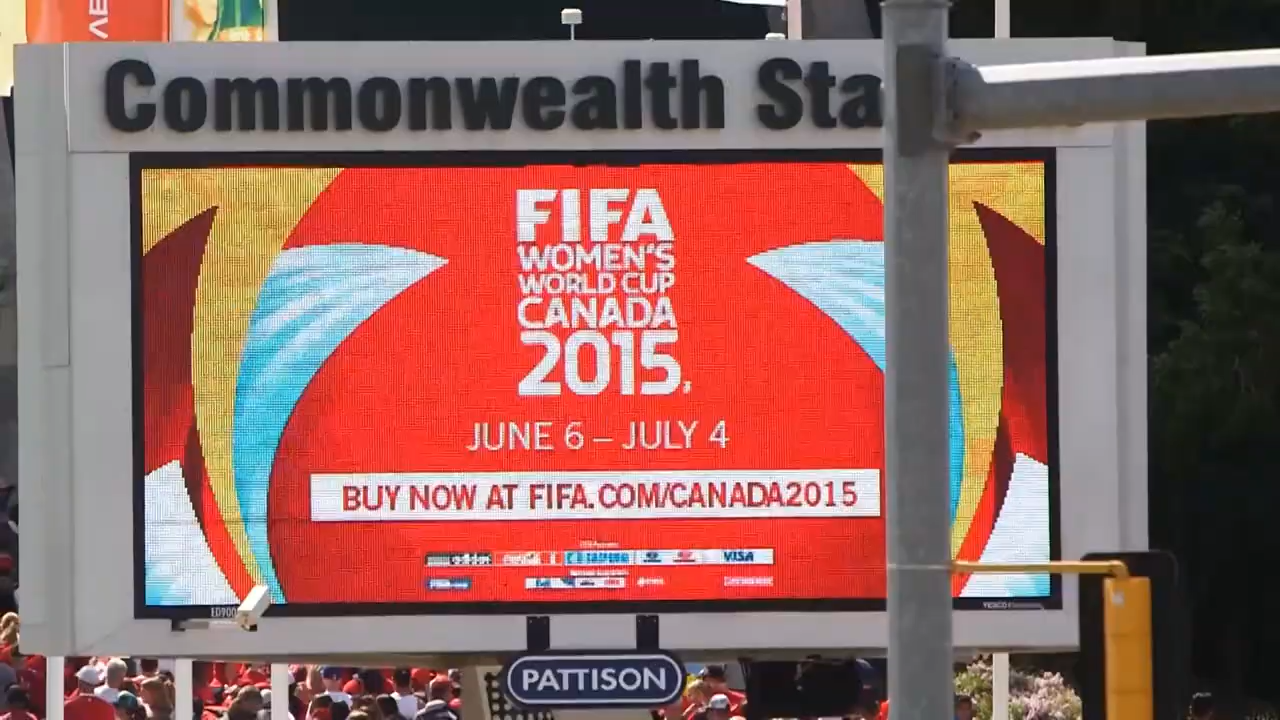 Commonwealth Sta
FIFA
WOMEN'S
WORLD CUP
CANADA
2015
JUNE 6 – JULY 4
BUY NOW AT FIFA.COM/CANADA2015
adidas
VISA
PATTISON